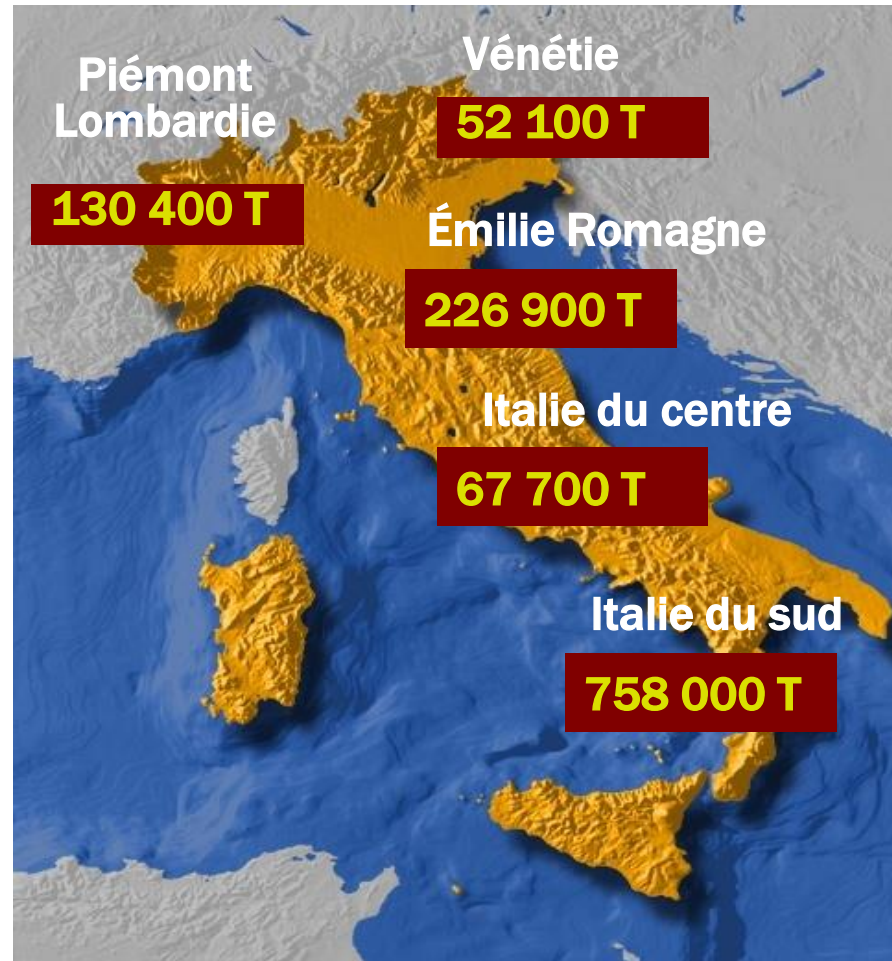 Piémont
Lombardie
130 400 T
Vénétie
52 100 T
Émilie Romagne
226 900 T
Italie du centre
67 700 T
Italie du sud
758 000 T